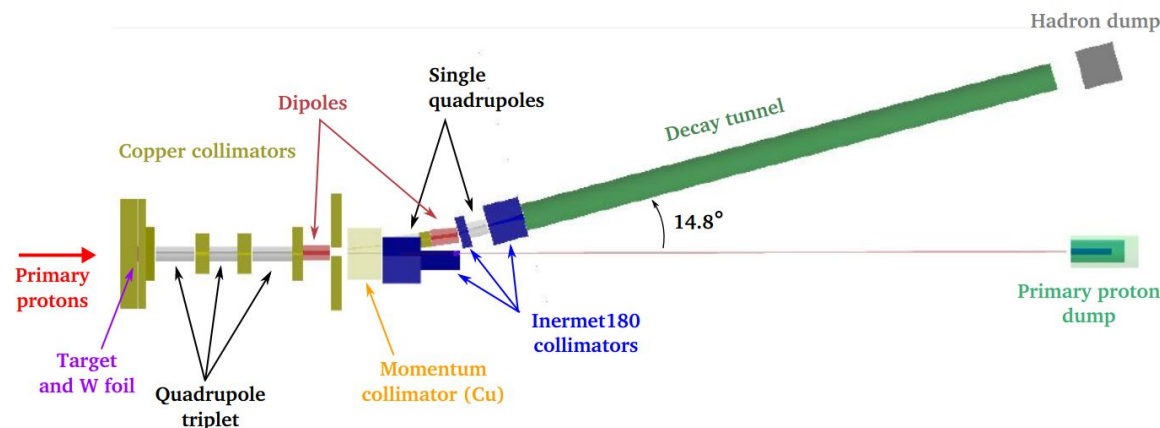 Hadron dump
Single
quadrupoles
Dipoles
Decay tunnel
Copper collimators
14.8°
Primary
protons
Primary proton
dump
Inermet180
collimators
Target
and W foil
Momentum
collimator (Cu)
Quadrupole
triplet